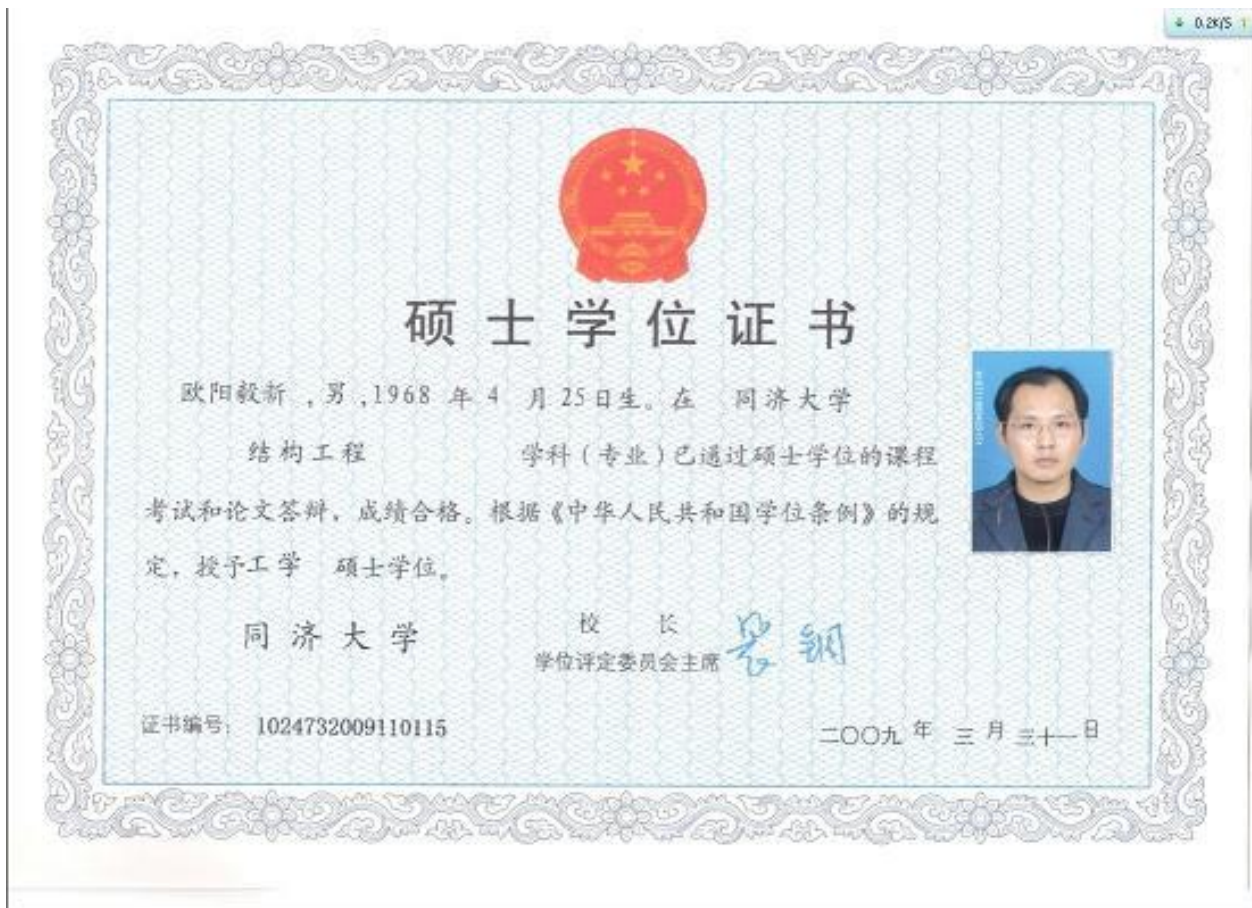 0.2K/S
硕士学位证书
欧阳毅新 ,男,1968 年 4 月 25日生。在 同济大学
结构工程 学科(专业)已通过硕士学位的课程
考试和论文答辩,成绩合格。根据《中华人民共和国学位条例》的规
定,授予工学 硕士学位。
同济大学
校 长
学位评定委员会主席
证书编号: 1024732009110115
二〇〇九 年 三 月 三十一 日